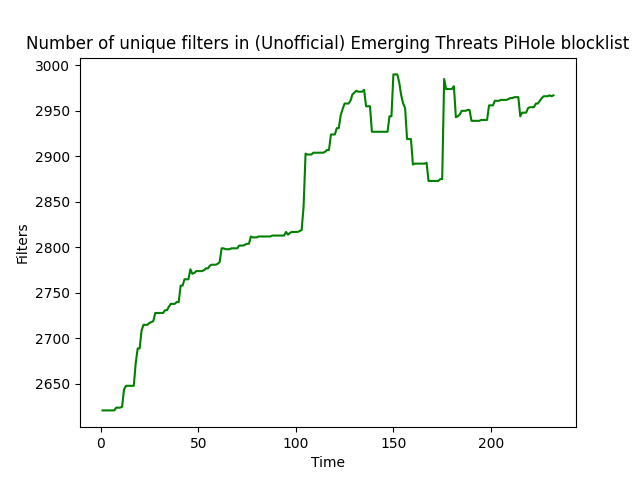 Number of unique filters in (Unofficial) Emerging Threats PiHole blocklist
3000
2950
2900
2850
2800
2750
2700
2650
Filters
0 50 100 150 200
Time